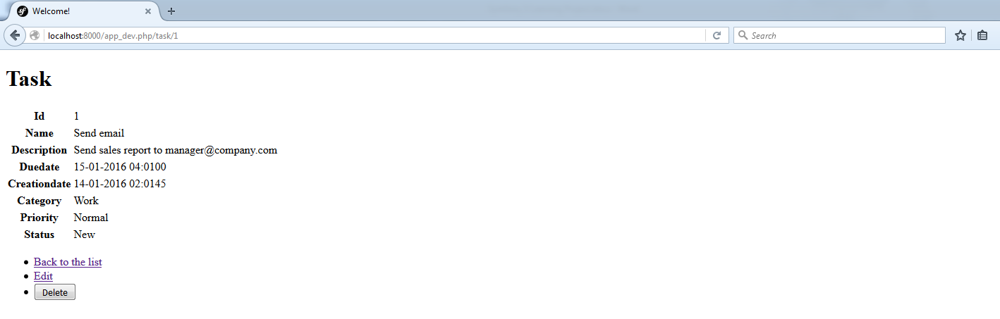 Welcome!
localhost:8000/app_dev.php/task/1
Search
Task
Id 1
Name Send email
Description Send sales report to manager@company.com
Duedate 15-01-2016 04:0100
Creationdate 14-01-2016 02:0145
Category Work
Priority Normal
Status New
Back to the list
Edit
Delete